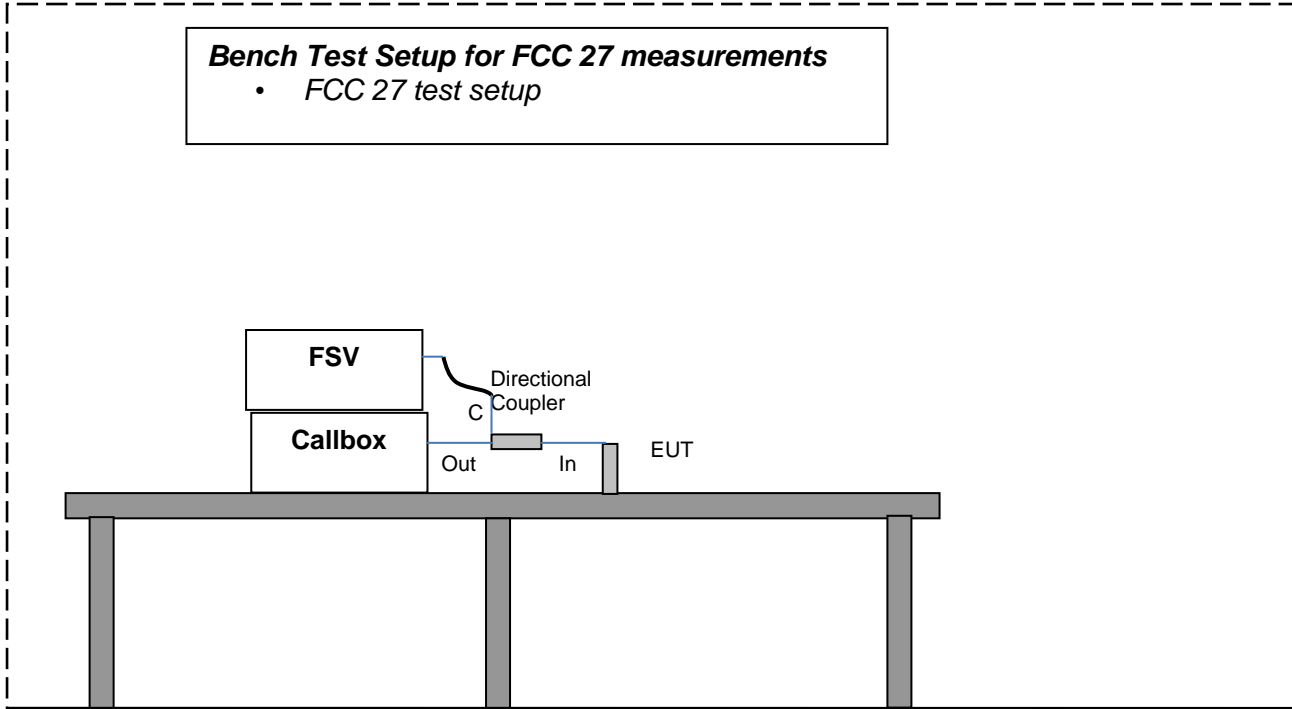 Bench Test Setup for FCC 27 measurements
• FCC 27 test setup
FSV
Directional
Coupler
C
Callbox
Out
In
EUT